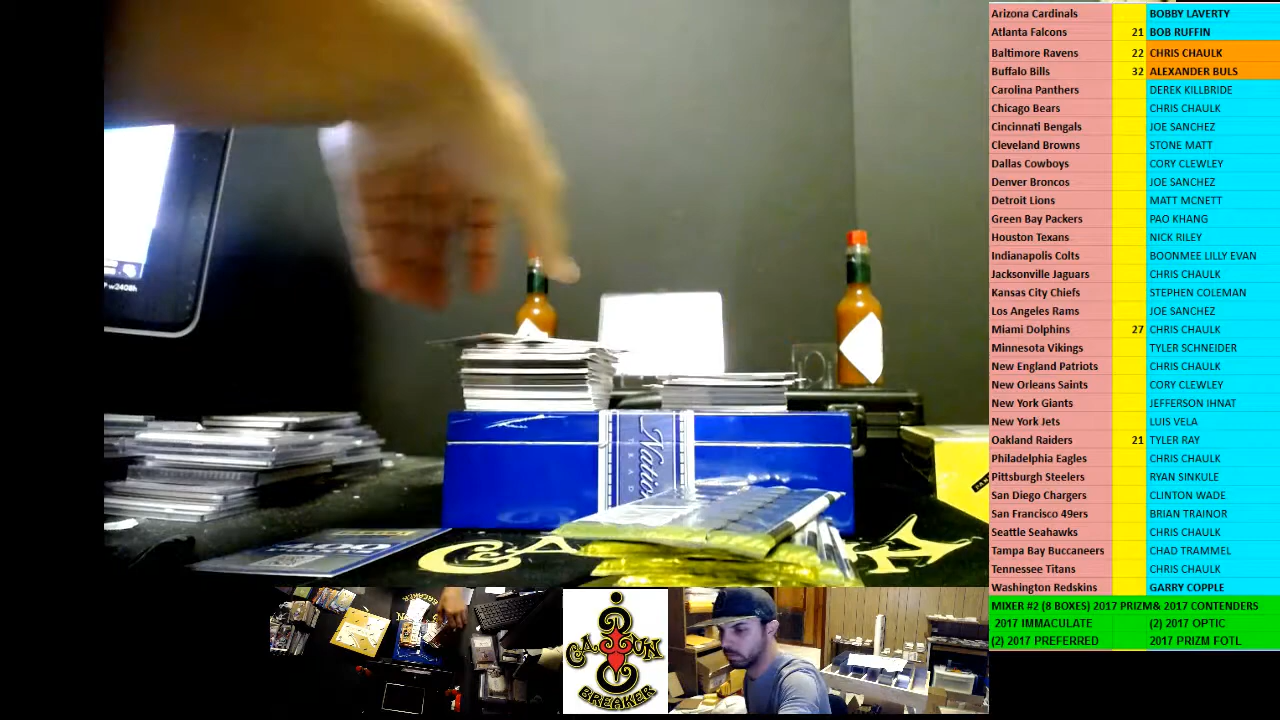 Arizona Cardinals BOBBY LAVERTY
Atlanta Falcons 21 BOB RUFFIN
Baltimore Ravens 22 CHRIS CHAULK
Buffalo Bills 32 ALEXANDER BULS
Carolina Panthers DEREK KILLBRIDE
Chicago Bears CHRIS CHAULK
Cincinnati Bengals JOE SANCHEZ
Cleveland Browns STONE MATT
Dallas Cowboys CORY CLEWLEY
Denver Broncos JOE SANCHEZ
Detroit Lions MATT MCNETT
Green Bay Packers PAO KHANG
Houston Texans NICK RILEY
Indianapolis Colts BOONMEE LILLY EVAN
Jacksonville Jaguars CHRIS CHAULK
Kansas City Chiefs STEPHEN COLEMAN
Los Angeles Rams JOE SANCHEZ
Miami Dolphins 27 CHRIS CHAULK
Minnesota Vikings TYLER SCHNEIDER
New England Patriots CHRIS CHAULK
New Orleans Saints CORY CLEWLEY
New York Giants JEFFERSON IHNAT
New York Jets LUIS VELA
Oakland Raiders 21 TYLER RAY
Philadelphia Eagles CHRIS CHAULK
Pittsburgh Steelers RYAN SINKULE
San Diego Chargers CLINTON WADE
San Francisco 49ers BRIAN TRAINOR
Seattle Seahawks CHRIS CHAULK
Tampa Bay Buccaneers CHAD TRAMMEL
Tennessee Titans CHRIS CHAULK
Washington Redskins GARRY COPPLE
MIXER #2 (8 BOXES) 2017 PRIZM& 2017 CONTENDERS
2017 IMMACULATE (2) 2017 OPTIC
(2) 2017 PREFERRED 2017 PRIZM FOTL
w2408h
Natio
CAJUN
BREAKER